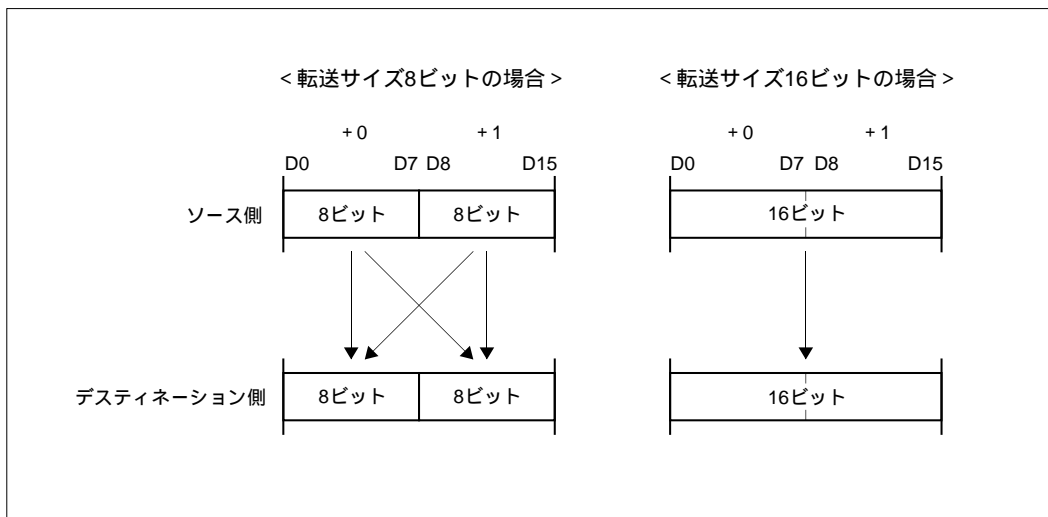 < 転送サイズ8ビットの場合 >
< 転送サイズ16ビットの場合 >
+ 0 + 1
+ 0 + 1
D0 D7 D8 D15
D0 D7 D8 D15
ソース側 8ビット 8ビット
16ビット
デスティネーション側 8ビット 8ビット
16ビット